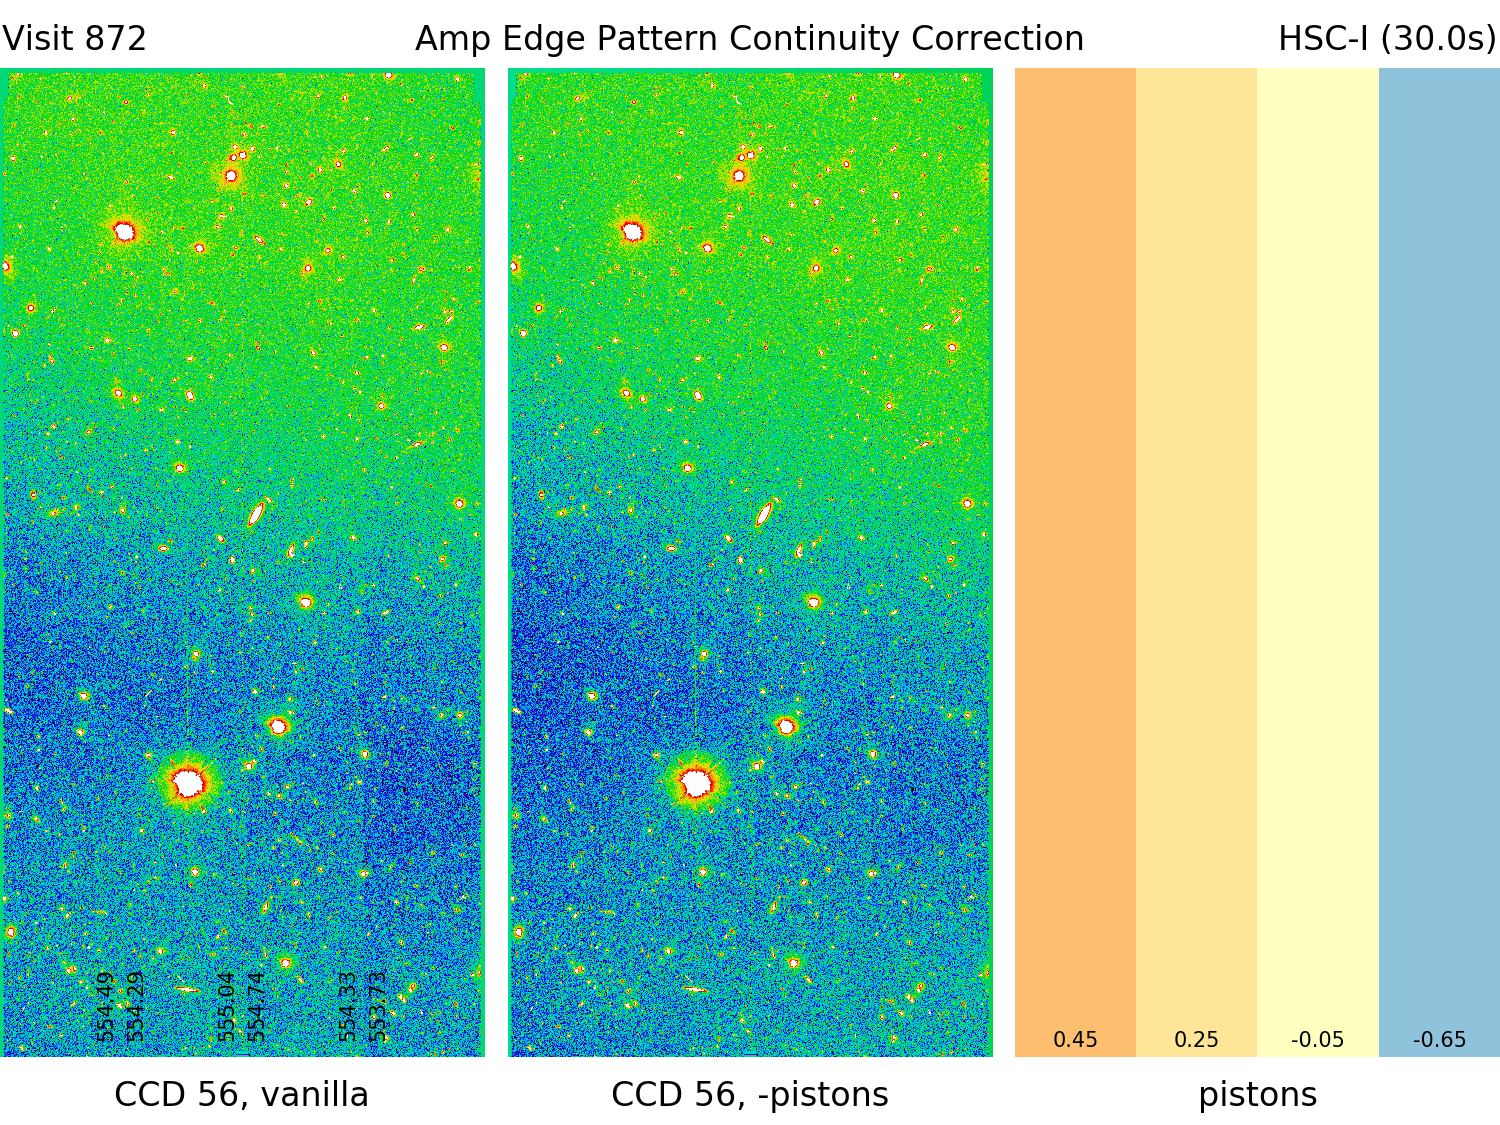 Visit 872
Amp Edge Pattern Continuity Correction
HSC-I (30.0s)
554.49
554.29
555.04
554.74
554.33
553.73
0.45
0.25
-0.05
-0.65
CCD 56, vanilla
CCD 56, -pistons
pistons